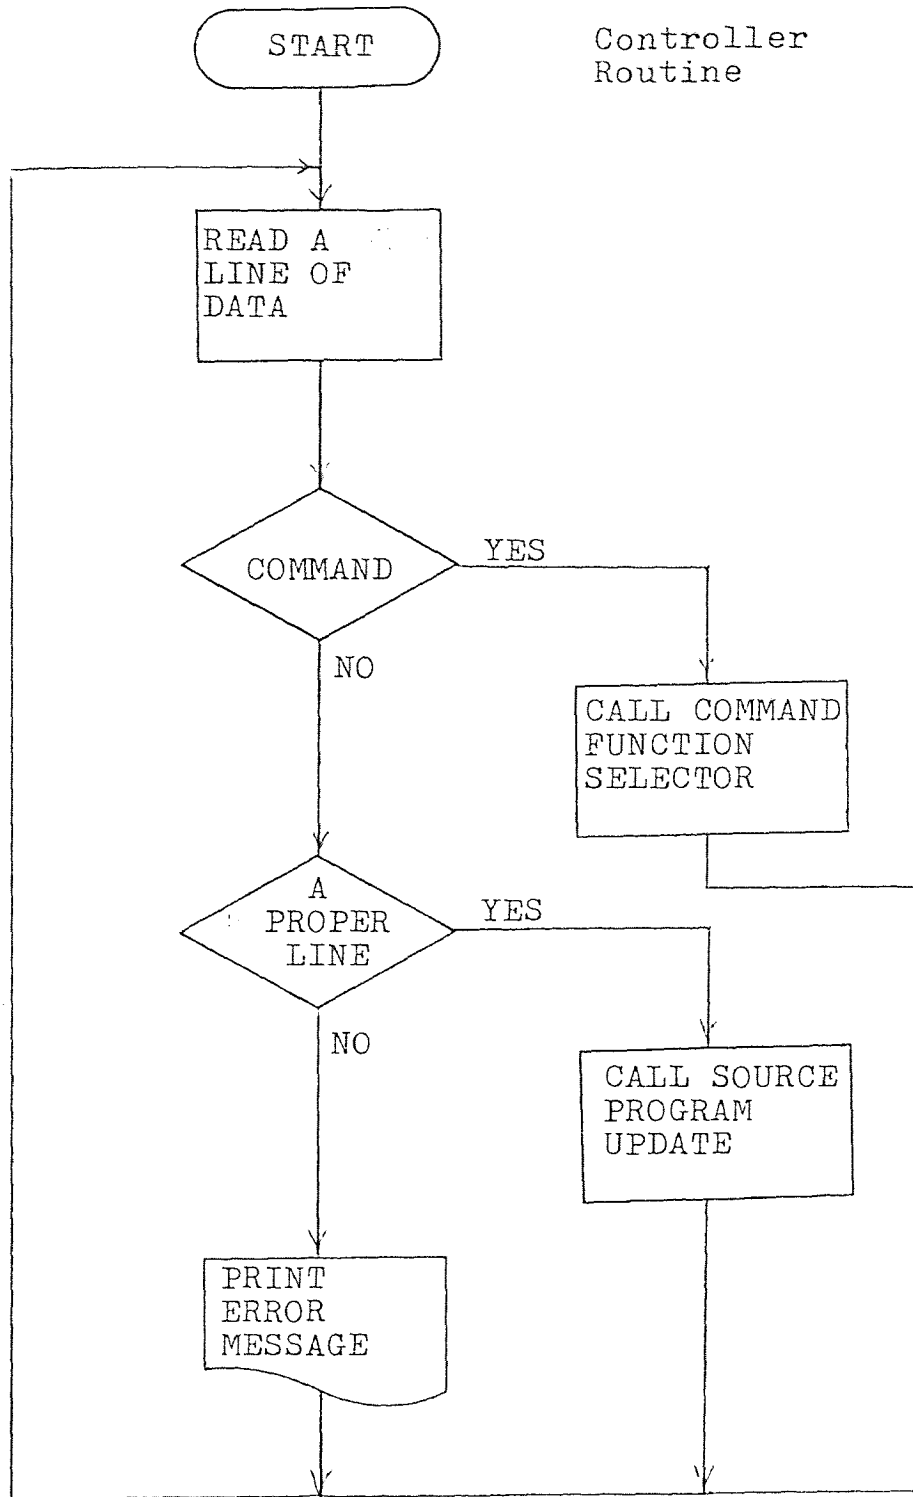 START
Controller
Routine
READ A
LINE OF
DATA
COMMAND
YES
NO
CALL COMMAND
FUNCTION
SELECTOR
A
PROPER
LINE
YES
NO
CALL SOURCE
PROGRAM
UPDATE
PRINT
ERROR
MESSAGE